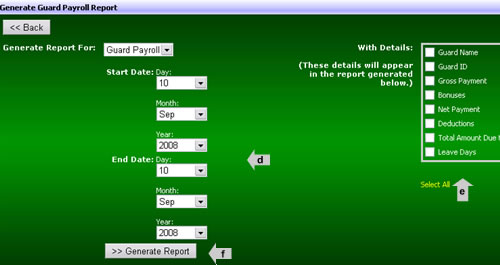 Generate Guard Payroll Report
<< Back
Generate Report For: Guard Payroll
Start Date: Day:
10
Month:
Sep
Year:
2008
End Date: Day:
10
Month:
Sep
Year:
2008
>> Generate Report
With Details:
(These details will appear
in the report generated
below.)
Guard Name
Guard ID
Gross Payment
Bonuses
Net Payment
Deductions
Total Amount Due
Leave Days
Select All
d
e
f